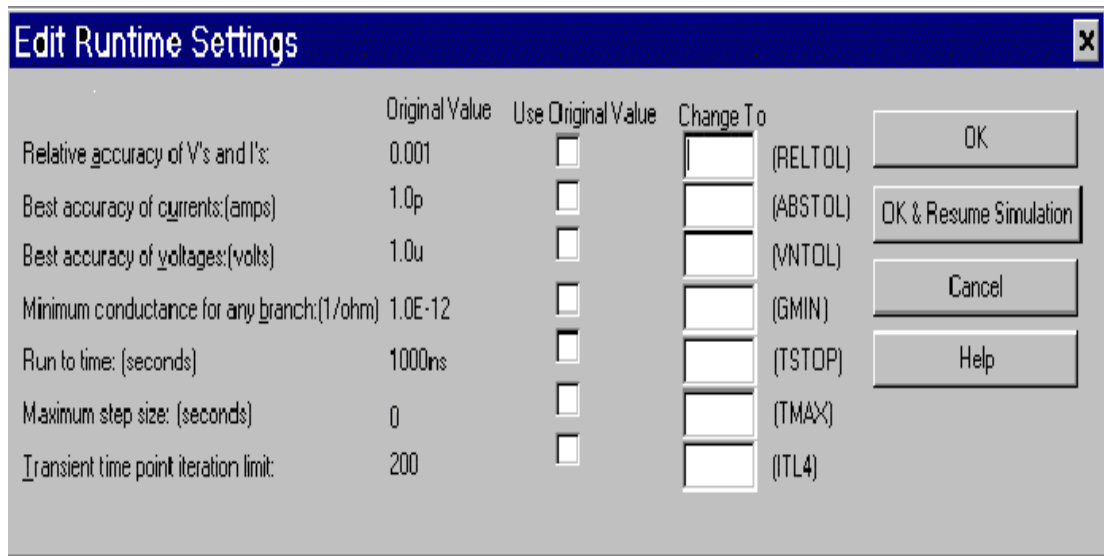 Edit Runtime Settings
Original Value Use Original Value Change To
Relative accuracy of V's and I's: 0.001 (RELTOL) OK
Best accuracy of currents:(amps) 1.0p (ABSTOL) OK & Resume Simulation
Best accuracy of voltages:(volts) 1.0u (VNTOL)
Cancel
Minimum conductance for any branch:(1/ohm) 1.0E-12 (GMIN)
Run to time: (seconds) 1000ns (TSTOP) Help
Maximum step size: (seconds) 0 (TMAX)
Transient time point iteration limit: 200 (ITL4)